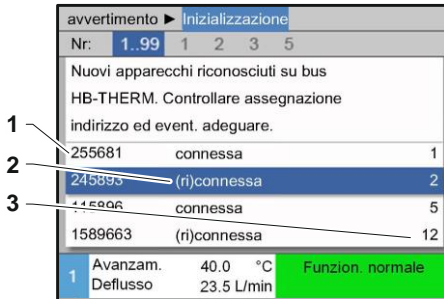 avvertimento ► Inizializzazione
Nr: 1..99 1 2 3 5
Nuovi apparecchi riconosciuti su bus
HB-THERM. Controllare assegnazione
indirizzo ed event. adeguare.
1
255681 connessa 1
2
245893 (ri)connessa 2
3
115896 connessa 5
1589663 (ri)connessa 12
1 Avanzam. 40.0 °C Funzion. normale
Deflusso 23.5 L/min